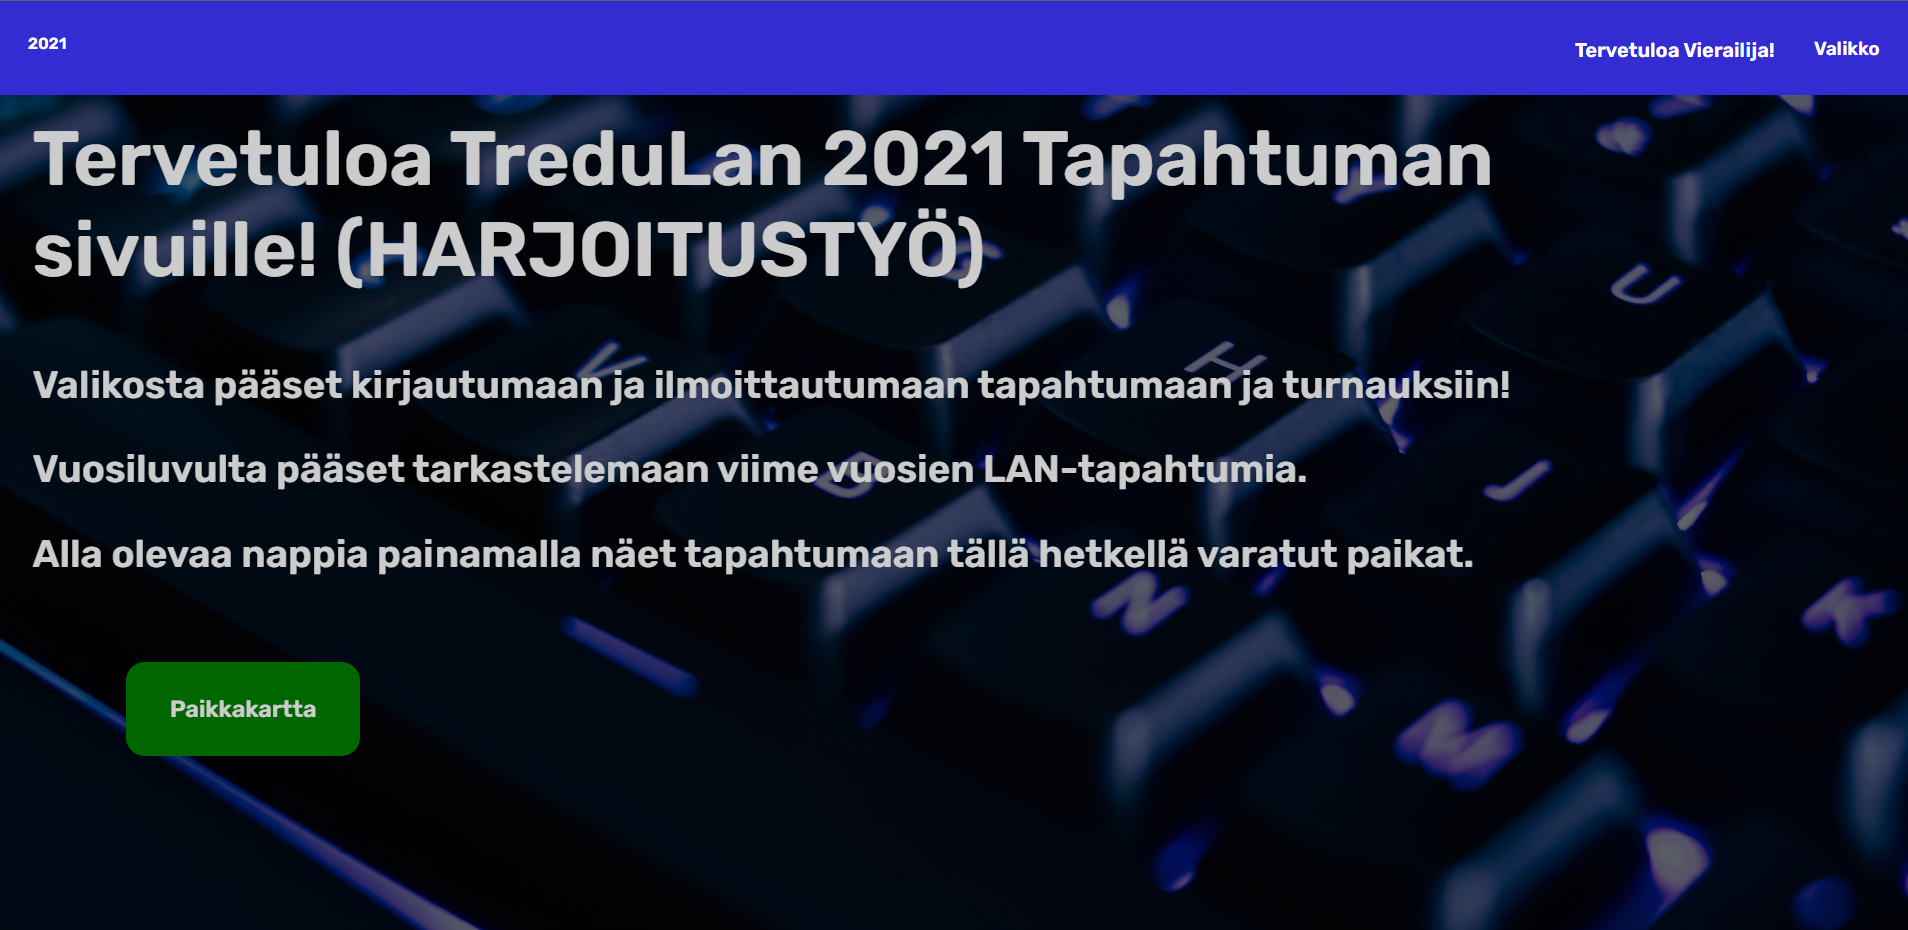 2021
Tervetuloa Vierailija!
Valikko
Tervetuloa TreduLan 2021 Tapahtuman
sivuille! (HARJOITUSTYÖ)
Valikosta pääset kirjautumaan ja ilmoittautumaan tapahtumaan ja turnauksiin!
Vuosiluvulta pääset tarkastelemaan viime vuosien LAN-tapahtumia.
Alla olevaa nappia painamalla näet tapahtumaan tällä hetkellä varatut paikat.
Paikkakartta
U
V
H
J
N
K
M